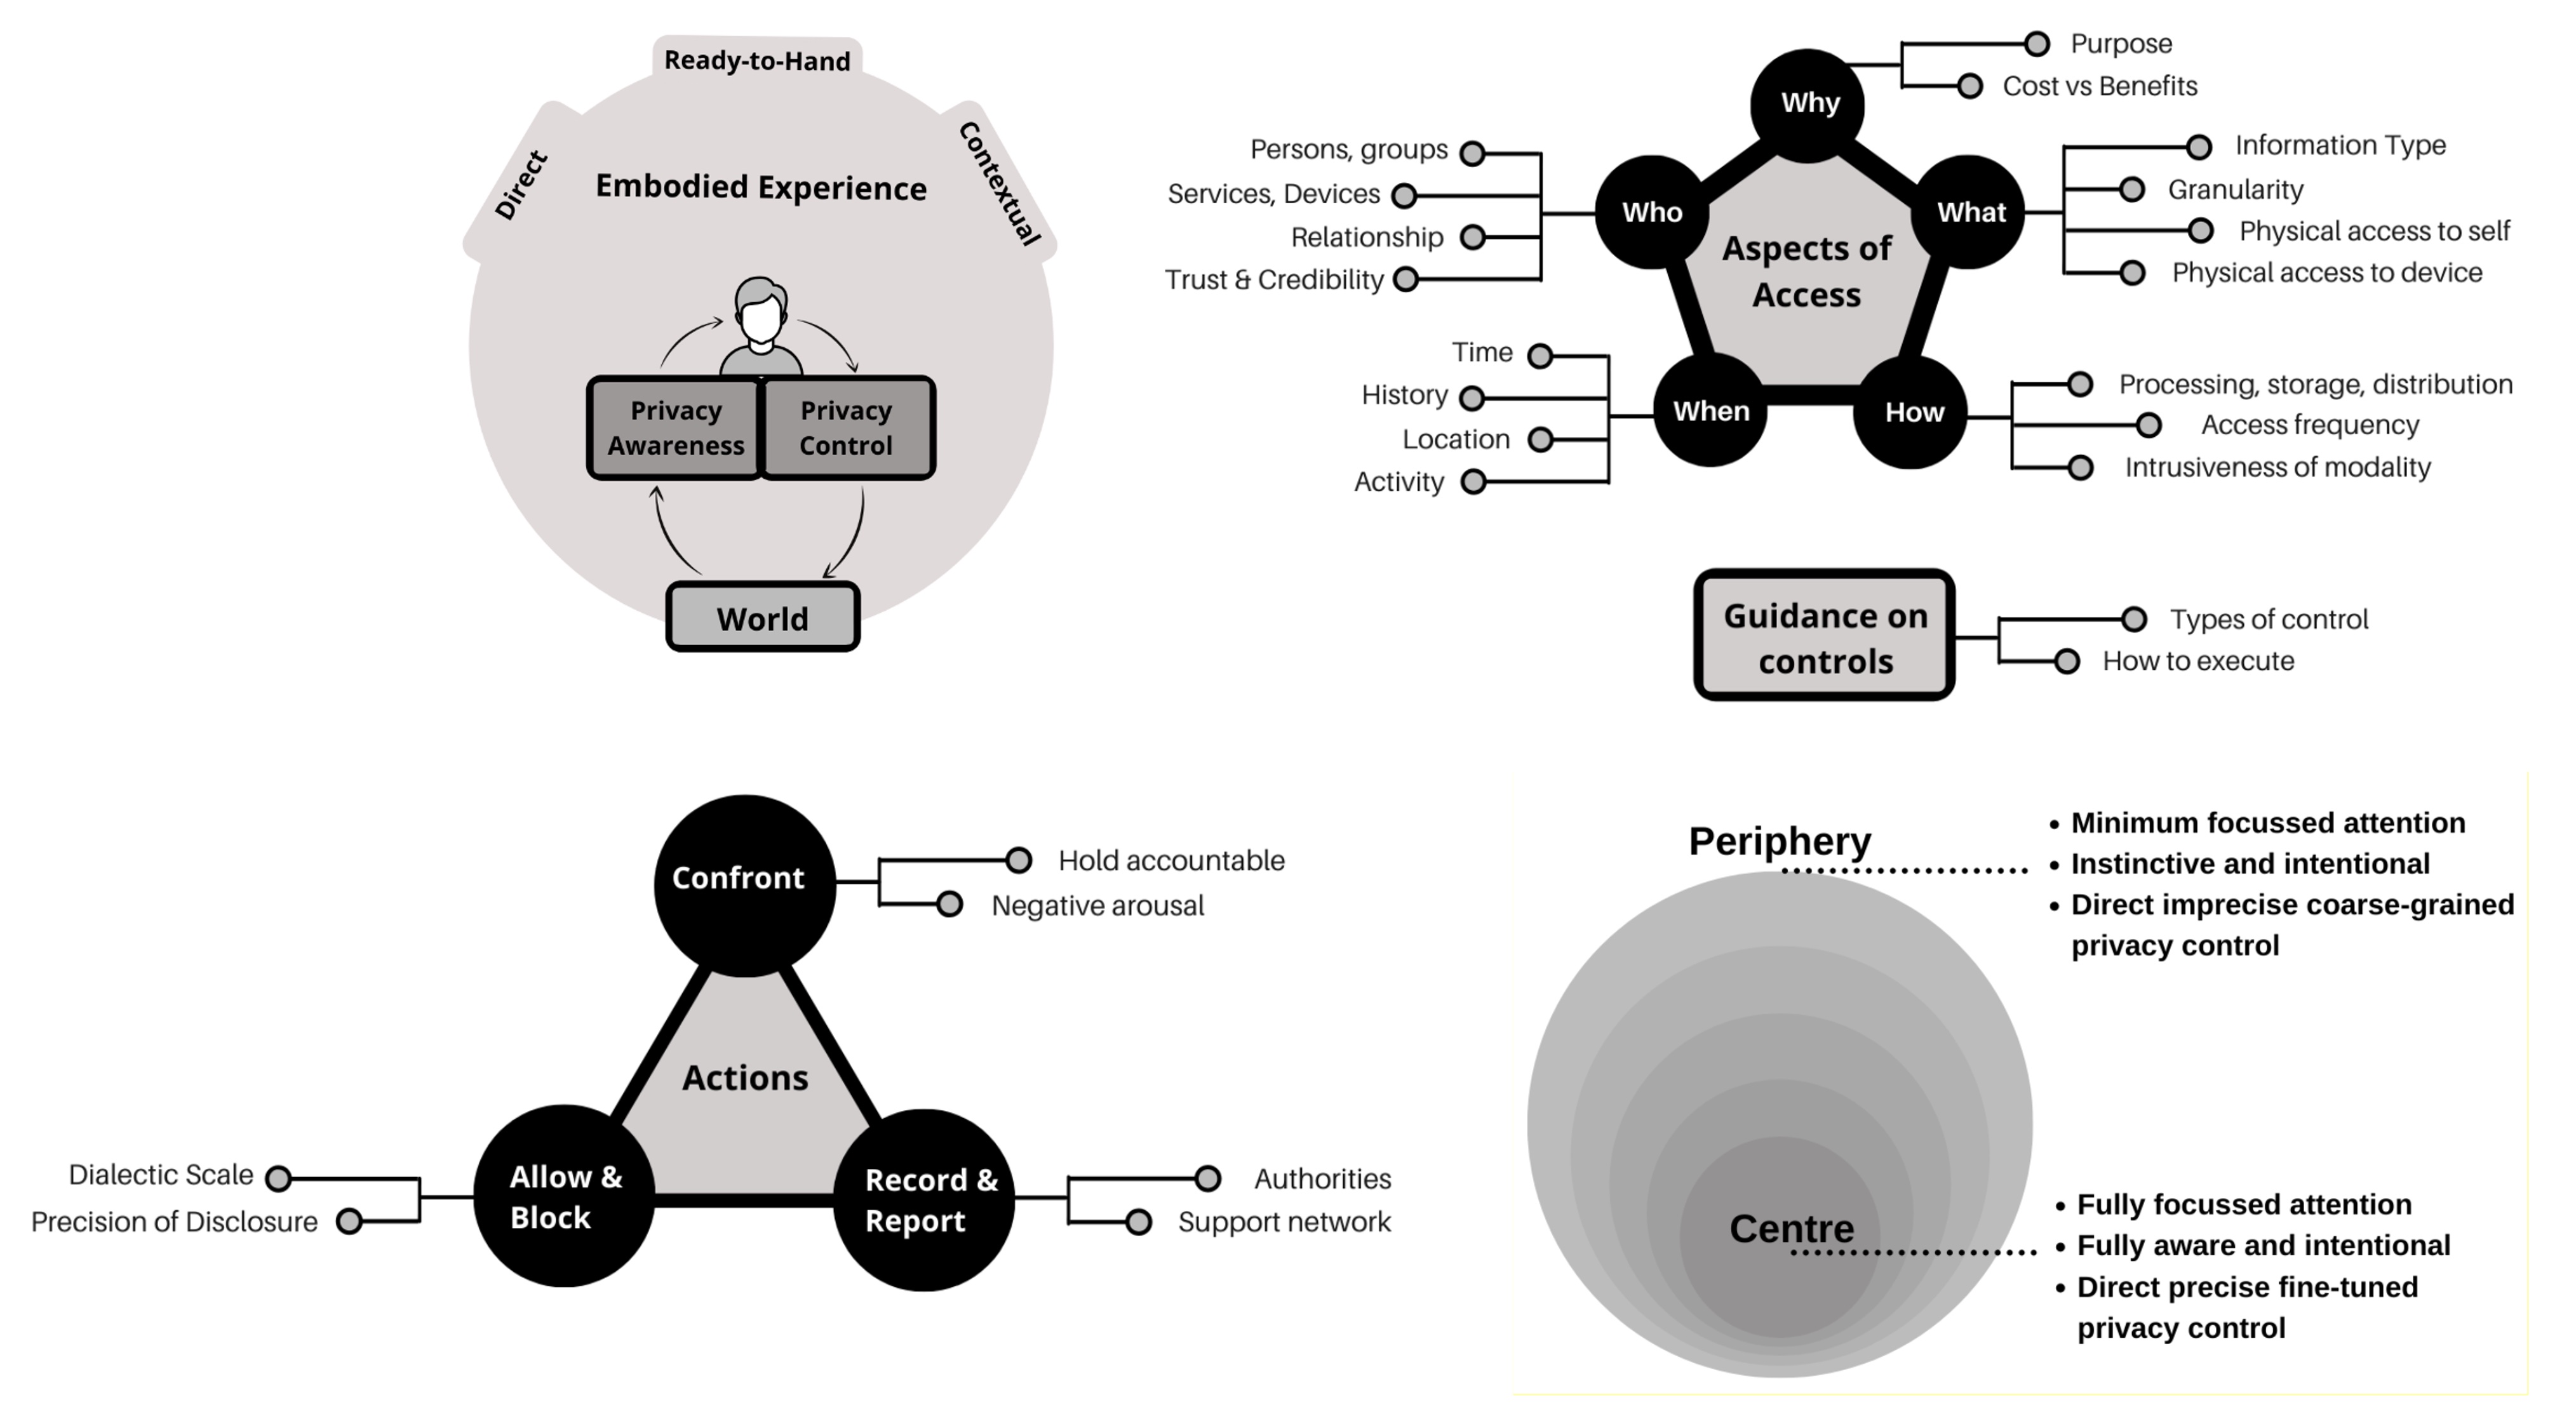 Ready-to-Hand
Direct
Contextual
Embodied Experience
Privacy
Awareness
Privacy
Control
World
Why
Purpose
Cost vs Benefits
Who
Persons, groups
Services, Devices
Relationship
Trust & Credibility
What
Information Type
Granularity
Physical access to self
Physical access to device
Aspects of
Access
When
Time
History
Location
Activity
How
Processing, storage, distribution
Access frequency
Intrusiveness of modality
Guidance on
controls
Types of control
How to execute
Confront
Hold accountable
Negative arousal
Actions
Allow &
Block
Dialectic Scale
Precision of Disclosure
Record &
Report
Authorities
Support network
Periphery
• Minimum focussed attention
• Instinctive and intentional
• Direct imprecise coarse-grained
privacy control
Centre
• Fully focussed attention
• Fully aware and intentional
• Direct precise fine-tuned
privacy control